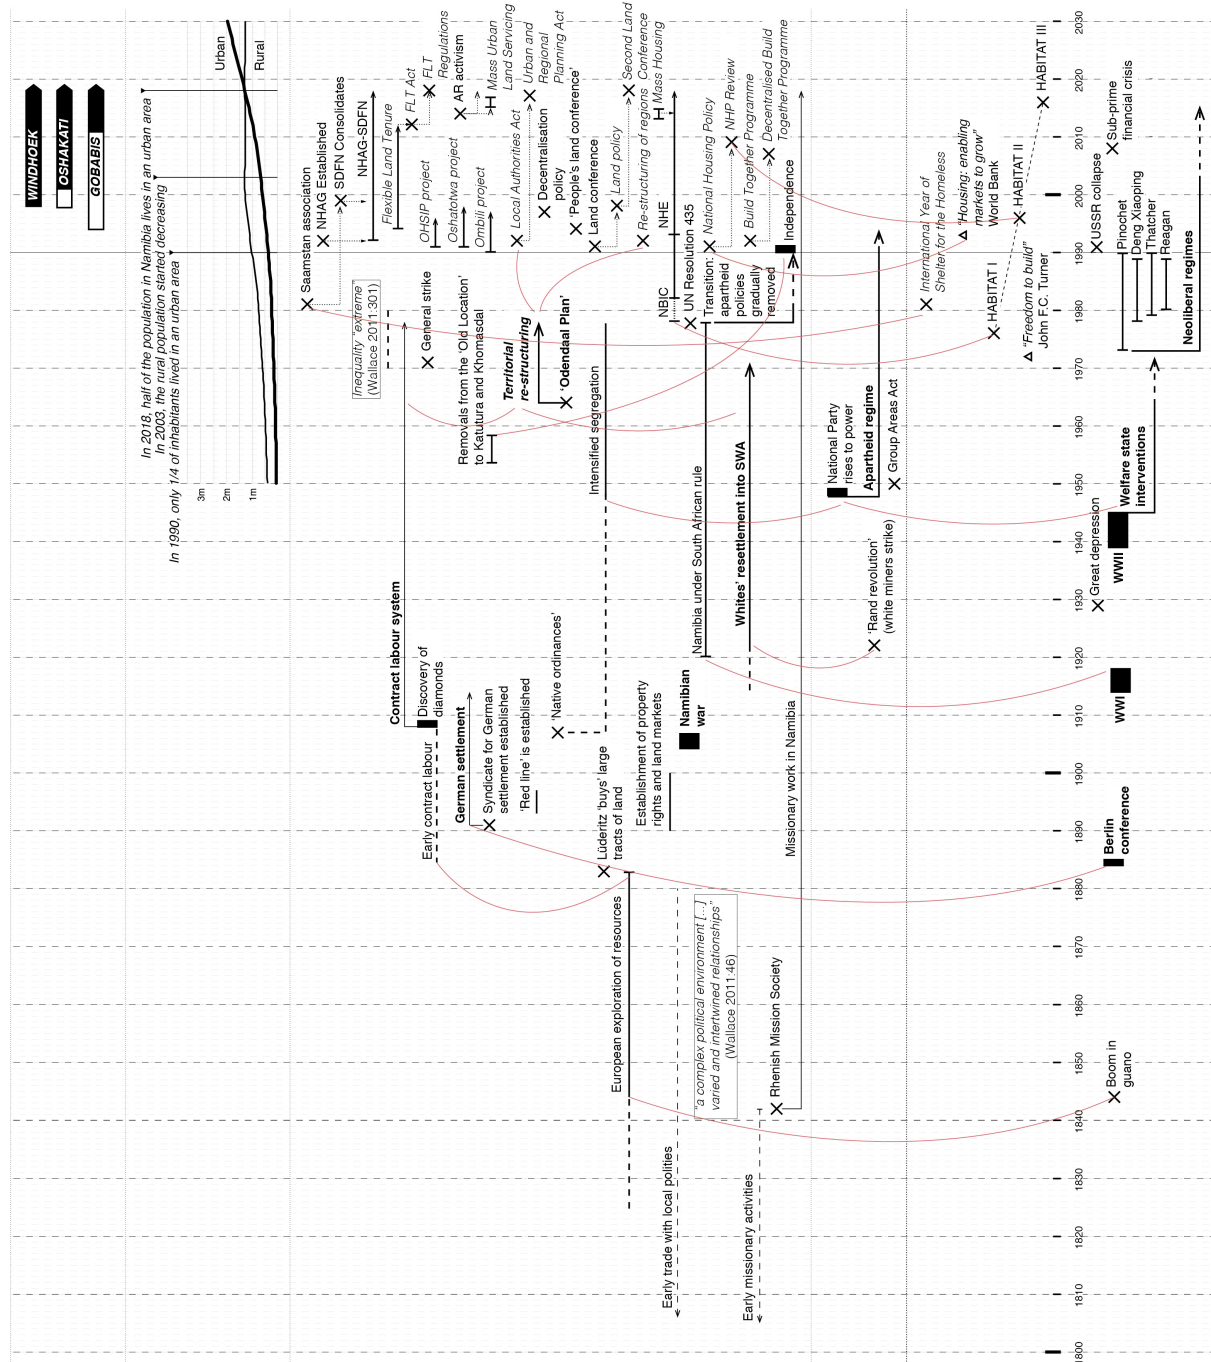 WINDHOEK
OSHAKATI
GOBABIS
In 2018, half of the population in Namibia lives in an urban area
In 2003, the rural population started decreasing
In 1990, only 1/4 of inhabitants lived in an urban area
3m
2m
1m
Urban
Rural
Saamstan association
NHAG Established
SDFN Consolidates
NHAG-SDFN
Inequality "extreme"
(Wallace 2011:301)
Flexible Land Tenure
FLT Act
FLT
Regulations
AR activism
Mass Urban
Land Servicing
OHSIP project
Oshatotwa project
Ombili project
General strike
Contract labour system
Discovery of
diamonds
Early contract labour
German settlement
Syndicate for German
settlement established
'Red line' is established
Removals from the 'Old Location'
to Katutura and Khomasdal
Territorial
re-structuring
'Odendaal Plan'
Local Authorities Act
Urban and
Regional
Planning Act
Decentralisation
policy
'People's land conference'
Land conference
Land policy
Second Land
Conference
Re-structuring of regions
Mass Housing
'Native ordinances'
Intensified segregation
Lüderitz 'buys' large
tracts of land
European exploration of resources
Establishment of property
rights and land markets
Namibian
war
NBIC
NHE
UN Resolution 435
Transition:
apartheid
policies
gradually
removed
National Housing Policy
NHP Review
Build Together Programme
Decentralised Build
Together Programme
Independence
Namibia under South African rule
Whites' resettlement into SWA
Early trade with local polities
"a complex political environment [...]
varied and intertwined relationships"
(Wallace 2011:46)
Early missionary activities
Rhenish Mission Society
Missionary work in Namibia
National Party
rises to power
Apartheid regime
Group Areas Act
'Rand revolution'
(white miners strike)
International Year of
Shelter for the Homeless
"Housing: enabling
markets to grow"
World Bank
HABITAT I
HABITAT II
HABITAT III
"Freedom to build"
John F.C. Turner
1800
1810
1820
1830
1840
1850
1860
1870
1880
1890
1900
1910
1920
1930
1940
1950
1960
1970
1980
1990
2000
2010
2020
2030
Boom in
guano
Berlin
conference
WWI
Great depression
WWII
Welfare state
interventions
USSR collapse
Sub-prime
financial crisis
Pinochet
Deng Xiaoping
Thatcher
Reagan
Neoliberal regimes